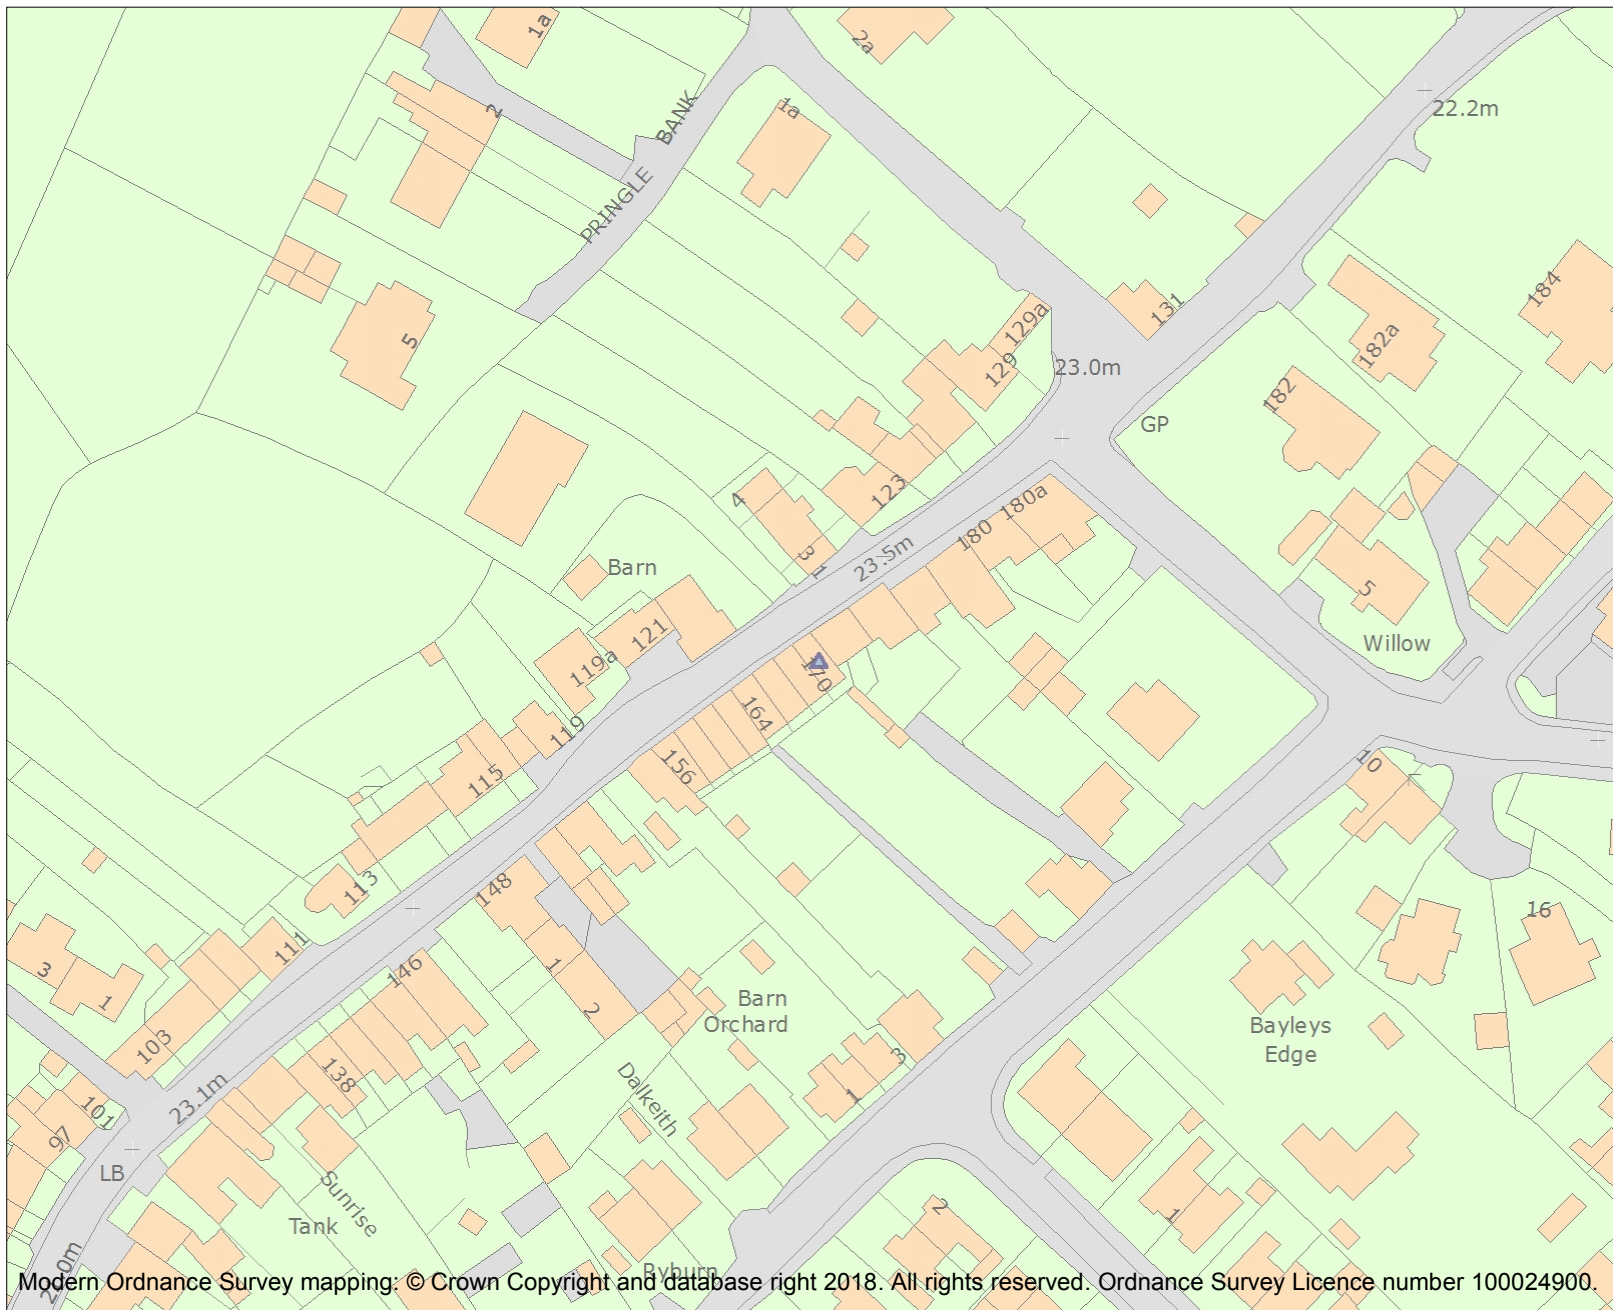 1a
2a
2
PRINGLE BANK
1a
22.2m
5
131
129a
129
23.0m
182a
184
182
GP
4
123
180a
180
3
1
23.5m
Barn
121
119a
5
Willow
170
164
119
156
115
10
148
113
16
111
146
3
1
103
1
2
Barn
Orchard
Bayleys
Edge
138
3
1
Dalkeith
23.1m
101
97
LB
Sunrise
Tank
2
1
Ryburn
Modern Ordnance Survey mapping: © Crown Copyright and database right 2018. All rights reserved. Ordnance Survey Licence number 100024900.